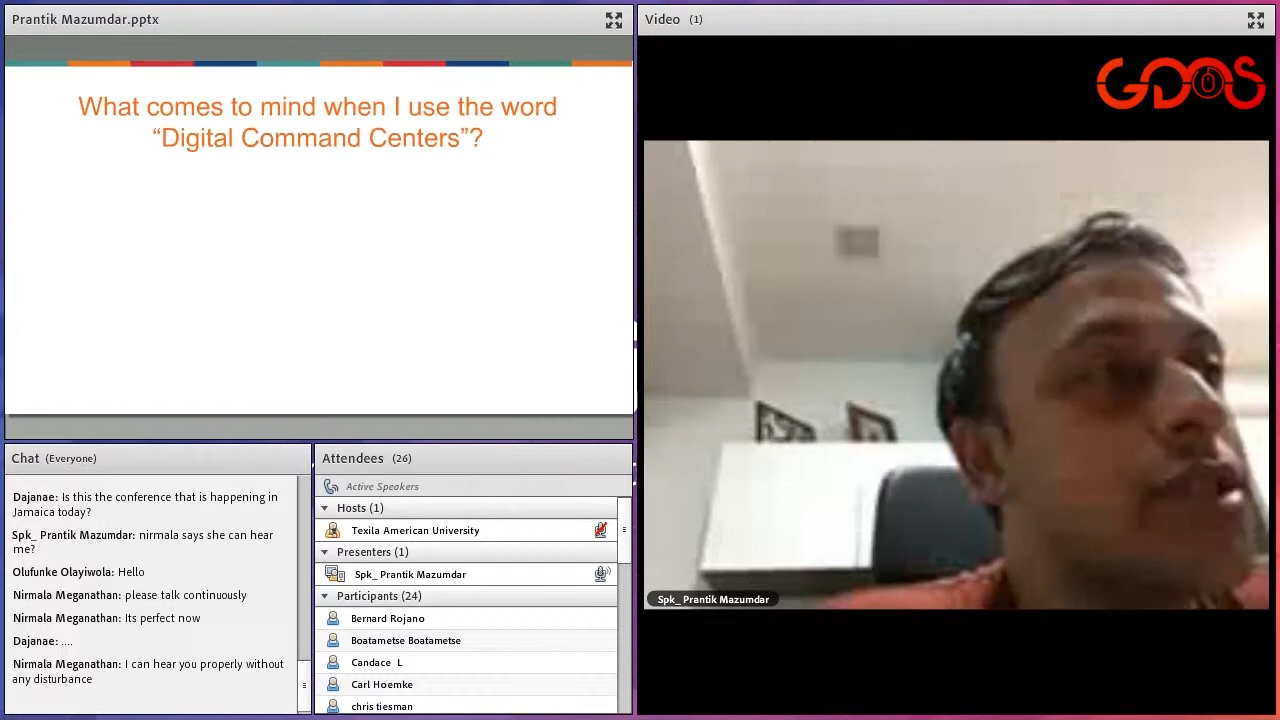 Prantik Mazumdar.pptx
What comes to mind when I use the word
“Digital Command Centers”?
Chat (Everyone)
Dajanae: Is this the conference that is happening in
Jamaica today?
Spk_ Prantik Mazumdar: nirmala says she can hear
me?
Olufunke Olayiwola: Hello
Nirmala Meganathan: please talk continuously
Nirmala Meganathan: Its perfect now
Dajanae: ....
Nirmala Meganathan: I can hear you properly without
any disturbance
Attendees (26)
Active Speakers
Hosts (1)
Texila American University
Presenters (1)
Spk_ Prantik Mazumdar
Participants (24)
Bernard Rojano
Boatametse Boatametse
Candace L
Carl Hoemke
chris tiesman
Video (1)
GDOS
Spk_ Prantik Mazumdar